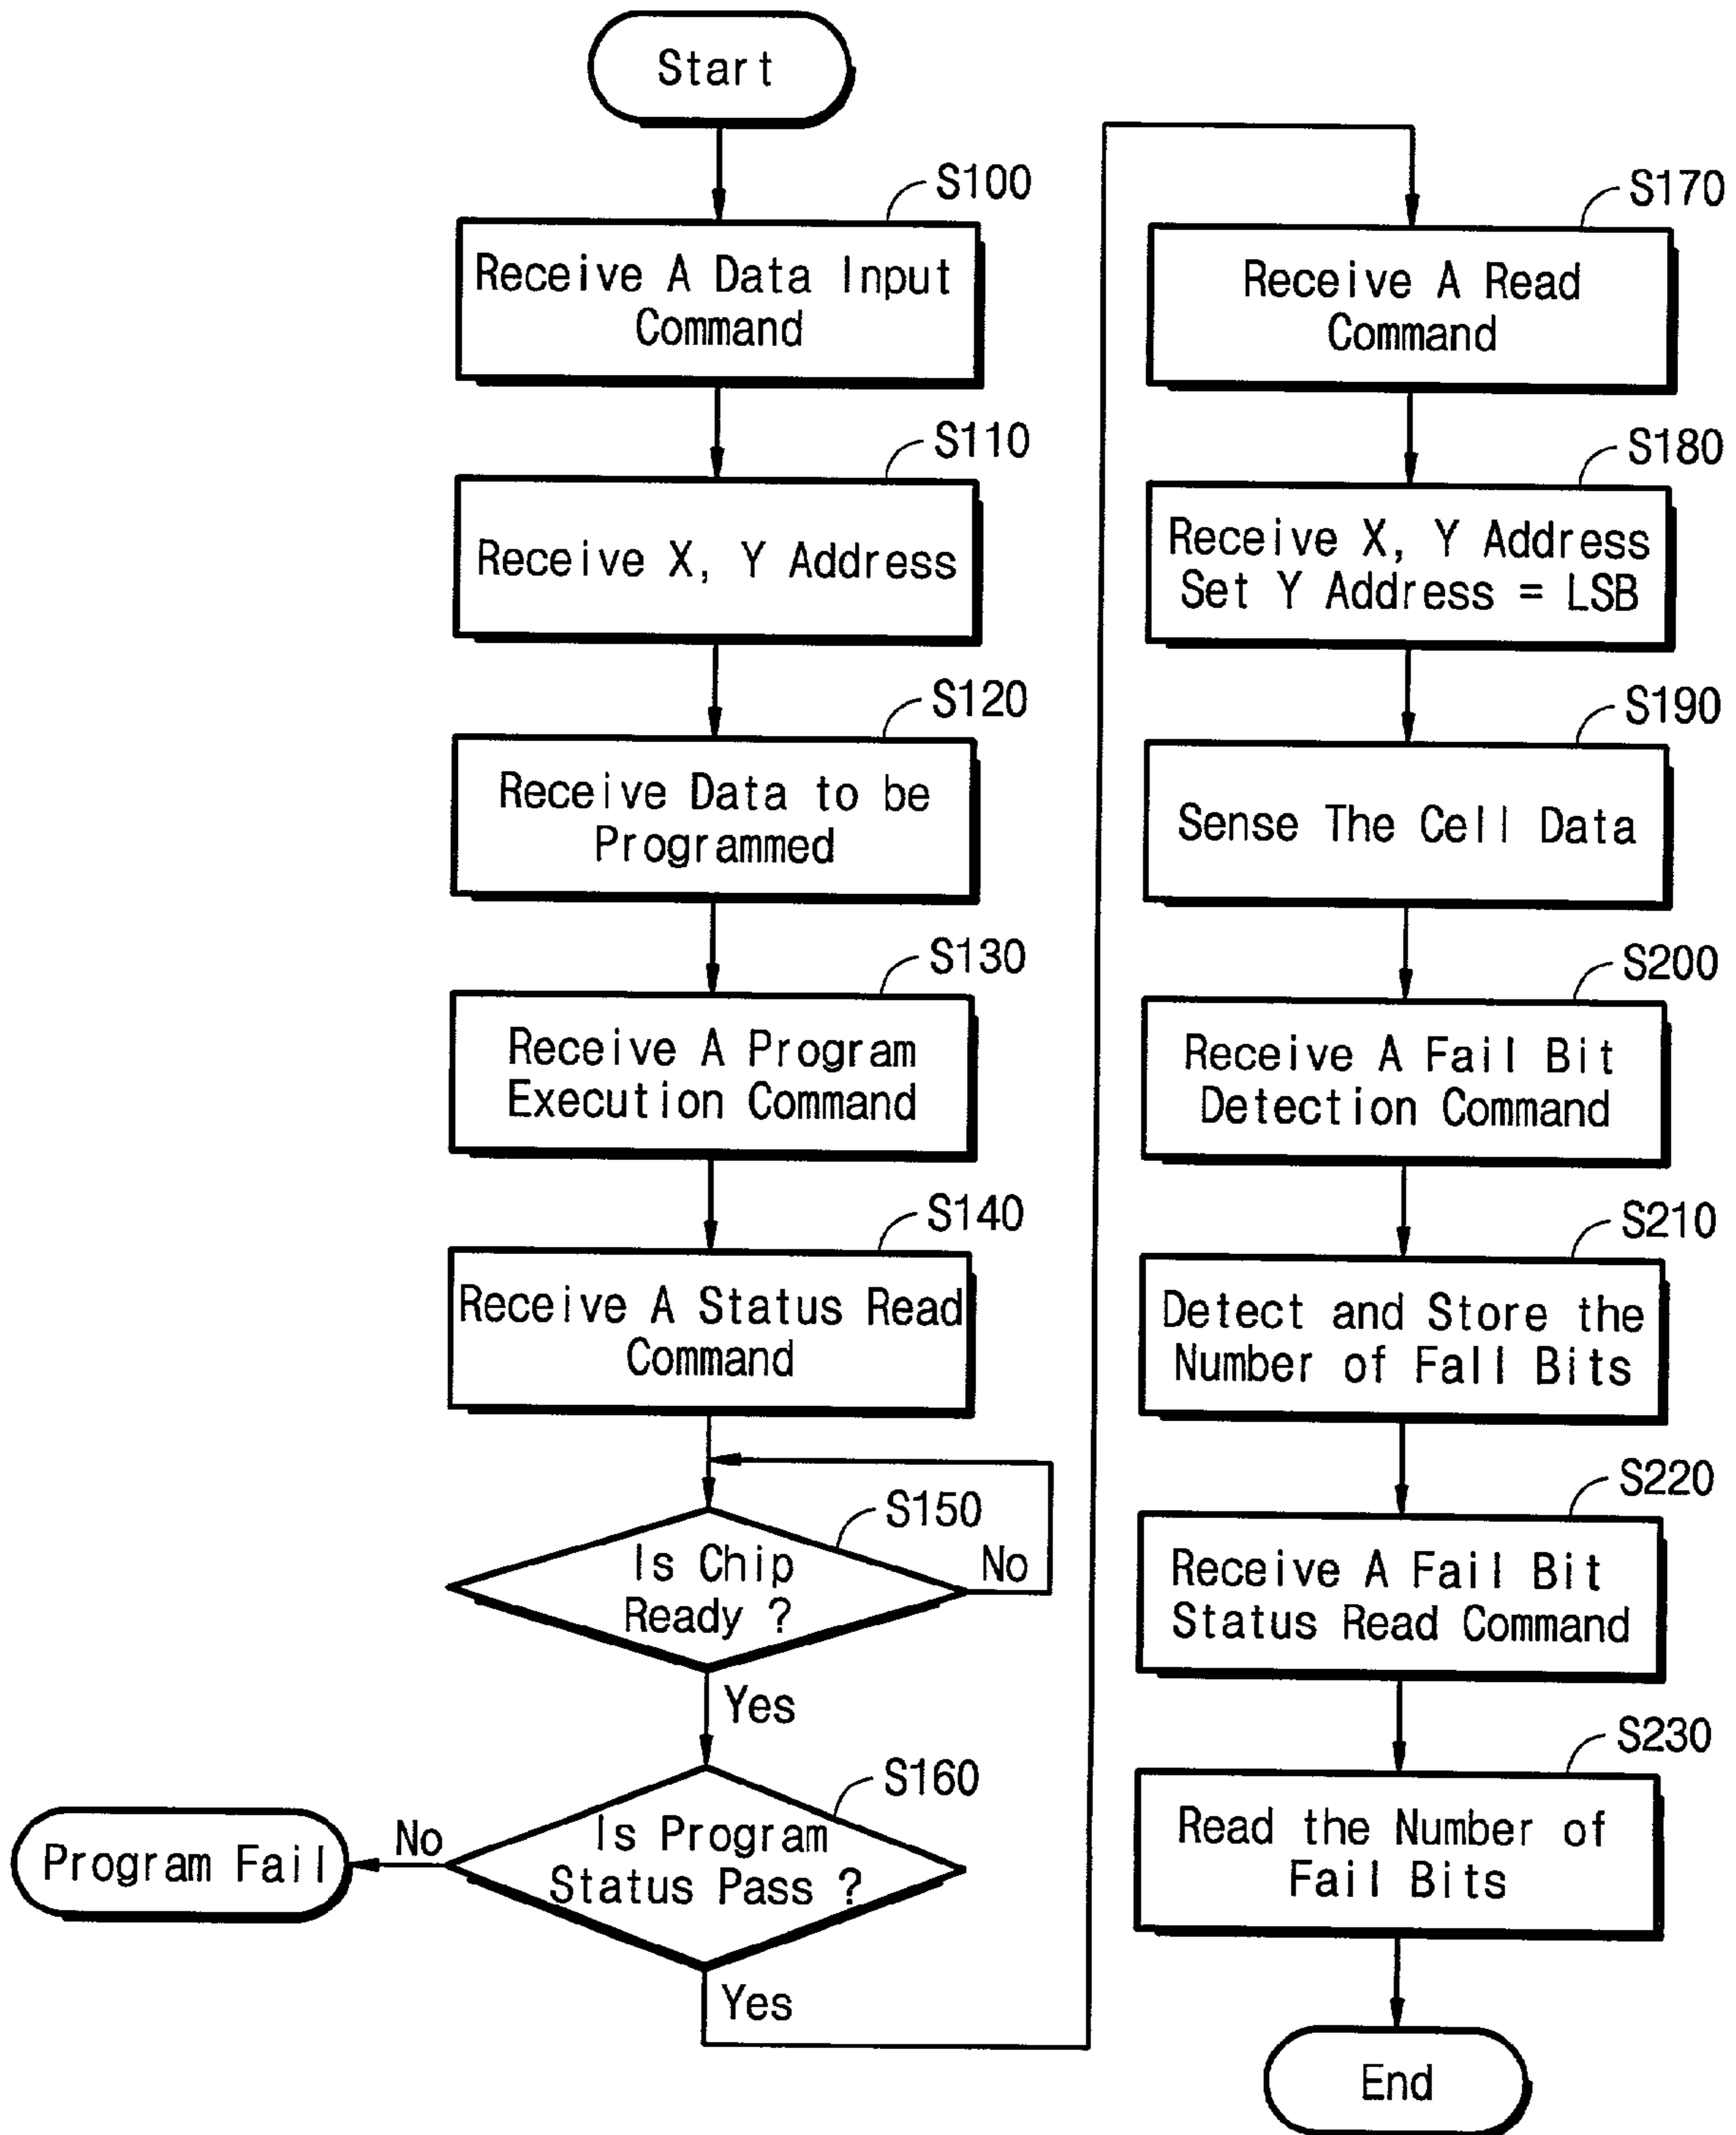 Start
S100
Receive A Data Input
Command
S110
Receive X, Y Address
S120
Receive Data to be
Programmed
S130
Receive A Program
Execution Command
S140
Receive A Status Read
Command
S150
Is Chip
Ready ?
No
Yes
S160
Is Program
Status Pass ?
No
Program Fail
Yes
S170
Receive A Read
Command
S180
Receive X, Y Address
Set Y Address = LSB
S190
Sense The Cell Data
S200
Receive A Fail Bit
Detection Command
S210
Detect and Store the
Number of Fall Bits
S220
Receive A Fail Bit
Status Read Command
S230
Read the Number of
Fail Bits
End